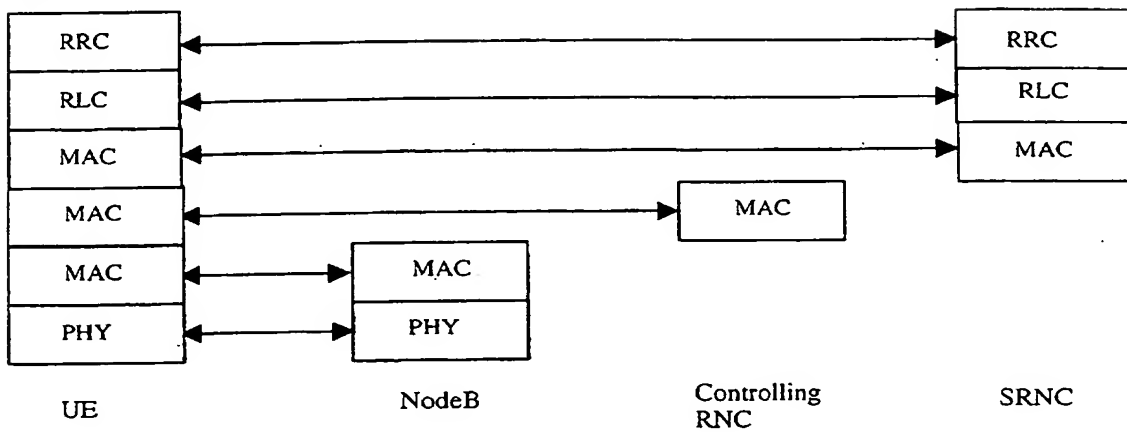 RRC RRC
RLC RLC
MAC MAC
MAC MAC
MAC MAC
PHY PHY
UE NodeB Controlling RNC SRNC